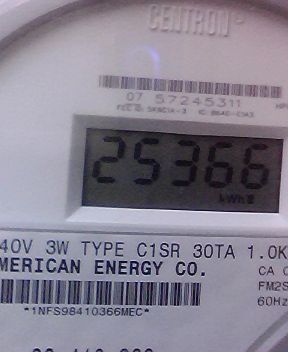 CENTRON®
07 57245311
25366
kWh
40V 3W TYPE C1SR 30TA 1.0K
MERICAN ENERGY CO.
CA
FM2S
60Hz
*1NFS98410366MEC*